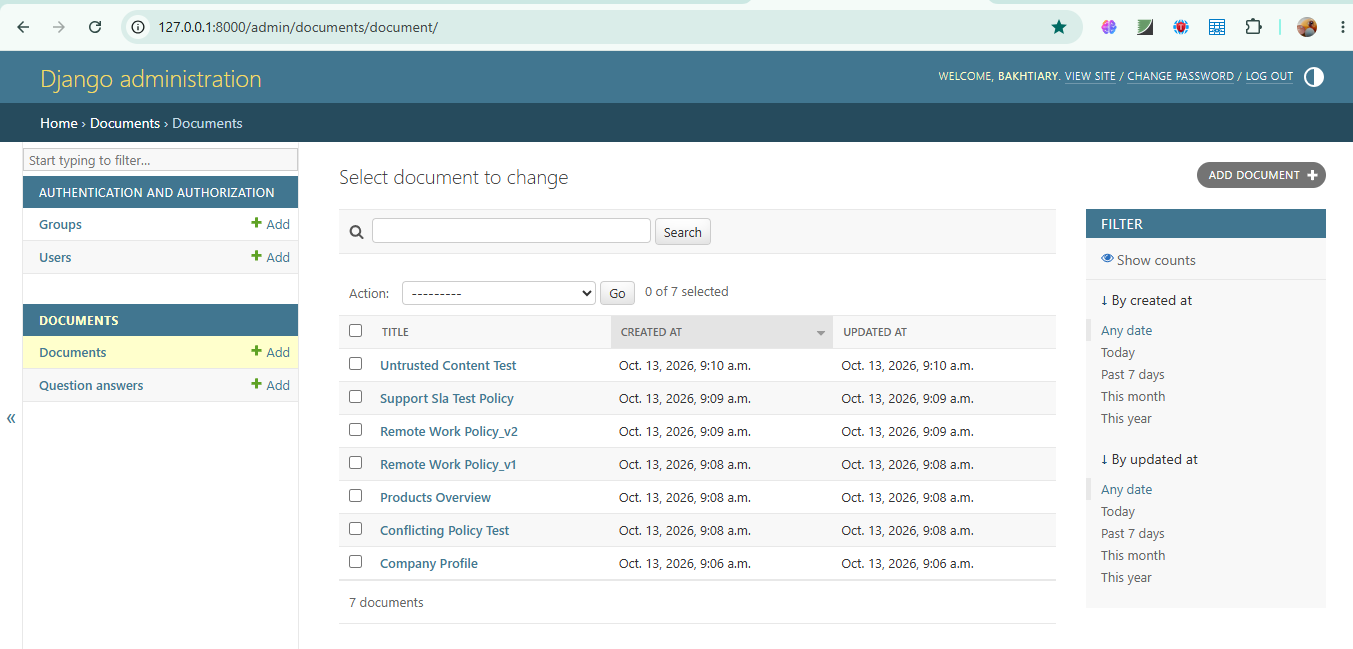 127.0.0.1:8000/admin/documents/document/
Django administration
WELCOME, BAKHTIARY. VIEW SITE / CHANGE PASSWORD / LOG OUT
Home › Documents › Documents
Start typing to filter...
AUTHENTICATION AND AUTHORIZATION
Groups + Add
Users + Add
DOCUMENTS
Documents + Add
Question answers + Add
«
Select document to change
ADD DOCUMENT +
Search
Action: --------- Go 0 of 7 selected
TITLE CREATED AT UPDATED AT
Untrusted Content Test Oct. 13, 2026, 9:10 a.m. Oct. 13, 2026, 9:10 a.m.
Support Sla Test Policy Oct. 13, 2026, 9:09 a.m. Oct. 13, 2026, 9:09 a.m.
Remote Work Policy_v2 Oct. 13, 2026, 9:09 a.m. Oct. 13, 2026, 9:09 a.m.
Remote Work Policy_v1 Oct. 13, 2026, 9:08 a.m. Oct. 13, 2026, 9:08 a.m.
Products Overview Oct. 13, 2026, 9:08 a.m. Oct. 13, 2026, 9:08 a.m.
Conflicting Policy Test Oct. 13, 2026, 9:08 a.m. Oct. 13, 2026, 9:08 a.m.
Company Profile Oct. 13, 2026, 9:06 a.m. Oct. 13, 2026, 9:06 a.m.
7 documents
FILTER
Show counts
↓ By created at
Any date
Today
Past 7 days
This month
This year
↓ By updated at
Any date
Today
Past 7 days
This month
This year